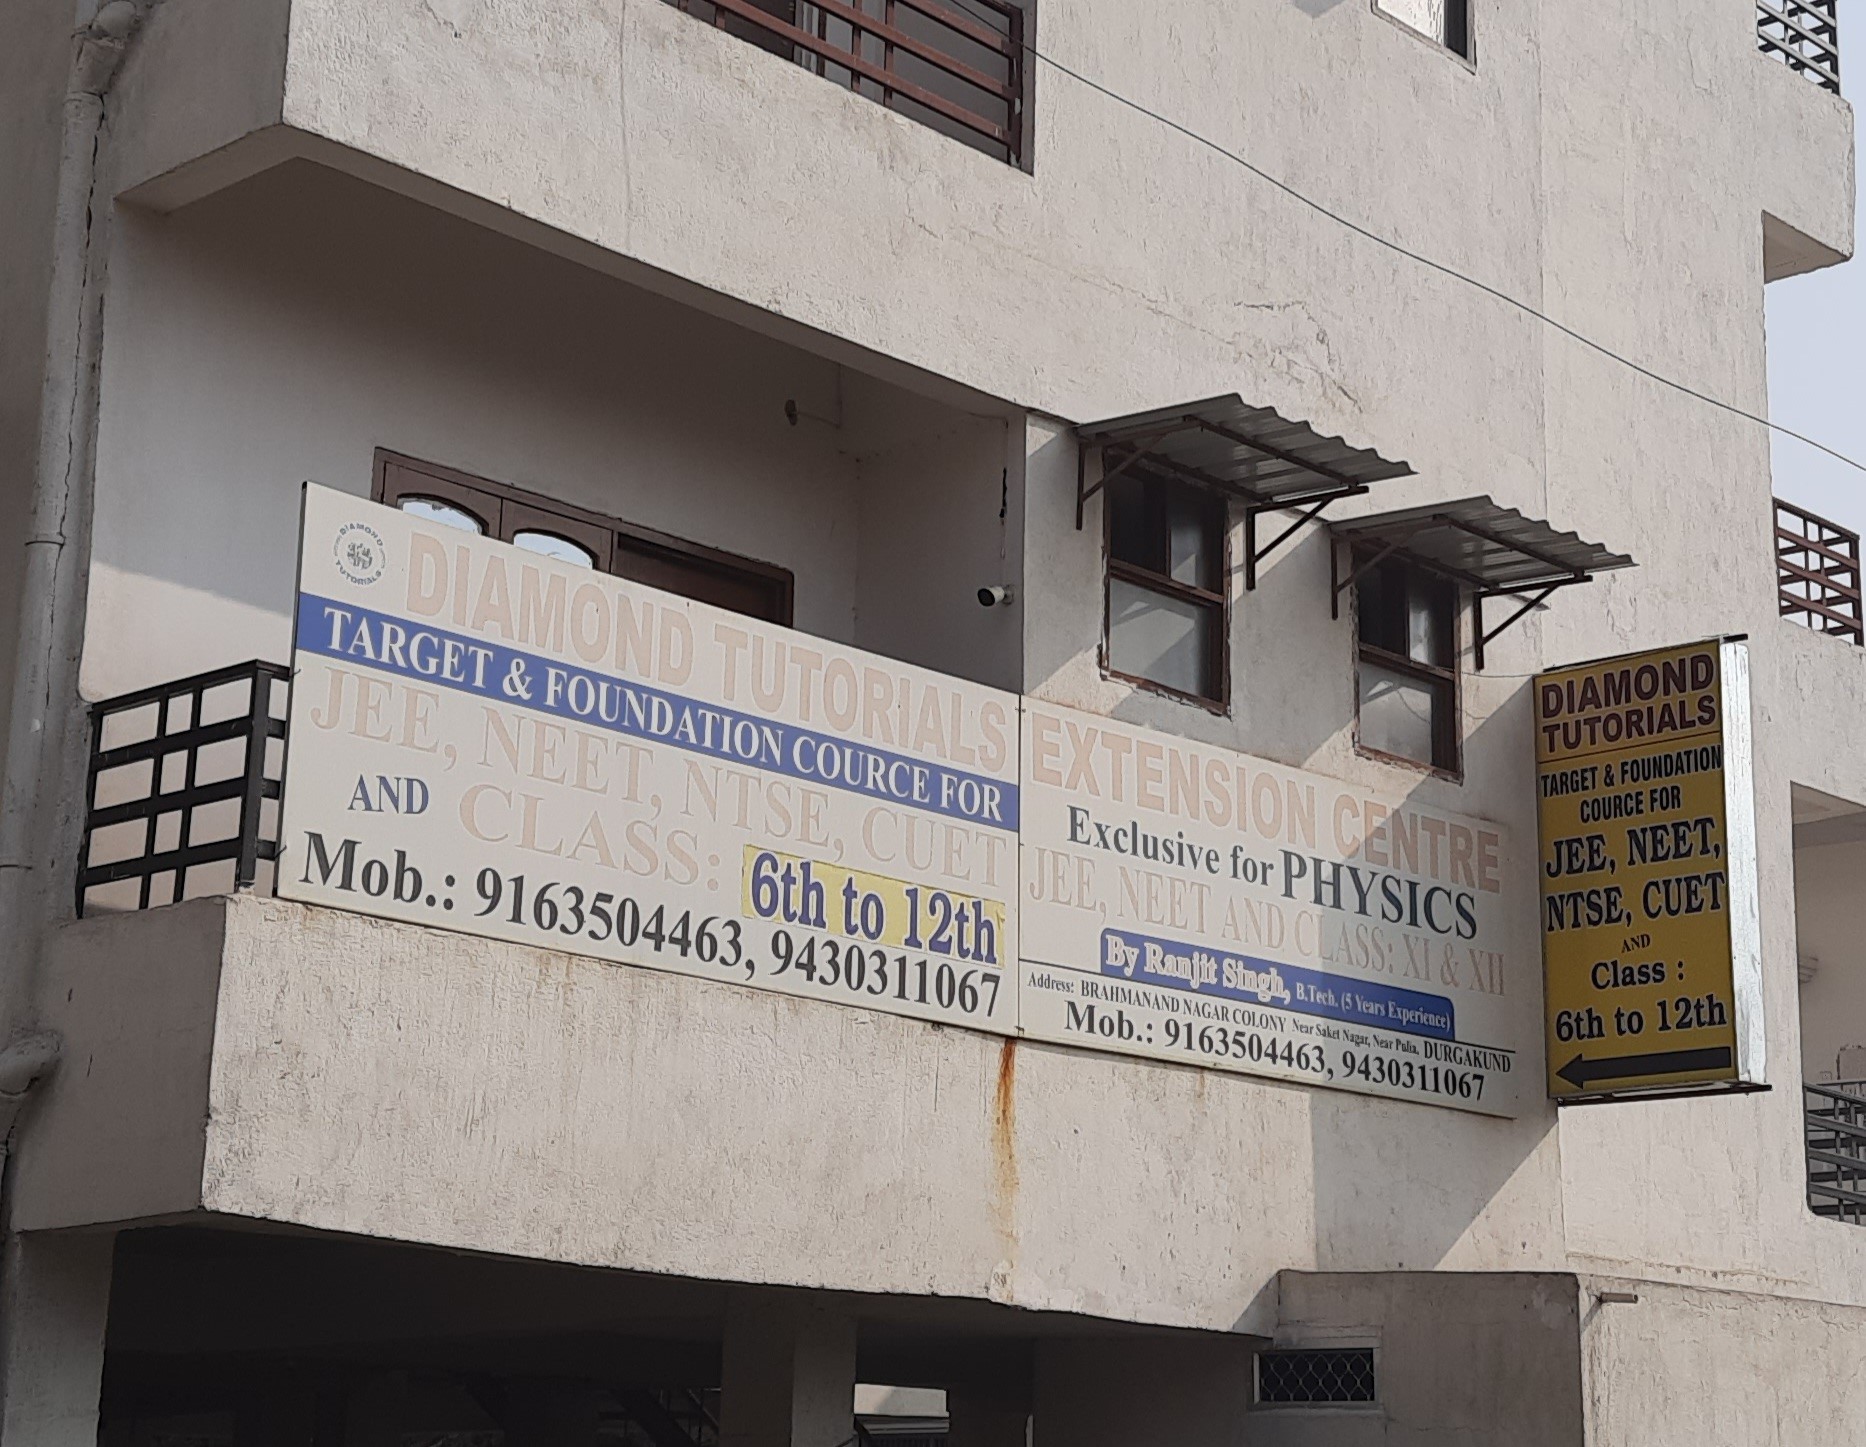 DIAMOND TUTORIALS
DIAMOND TUTORIALS
TARGET & FOUNDATION COURCE FOR
JEE, NEET, NTSE, CUET
AND CLASS: 6th to 12th
Mob.: 9163504463, 9430311067
EXTENSION CENTRE
Exclusive for PHYSICS
JEE, NEET AND CLASS: XI & XII
By Ranjit Singh, B.Tech. (5 Years Experience)
Address: BRAHMANAND NAGAR COLONY Near Saket Nagar, Near Pulia, DURGAKUND
Mob.: 9163504463, 9430311067
DIAMOND
TUTORIALS
TARGET & FOUNDATION
COURCE FOR
JEE, NEET,
NTSE, CUET
AND
Class :
6th to 12th